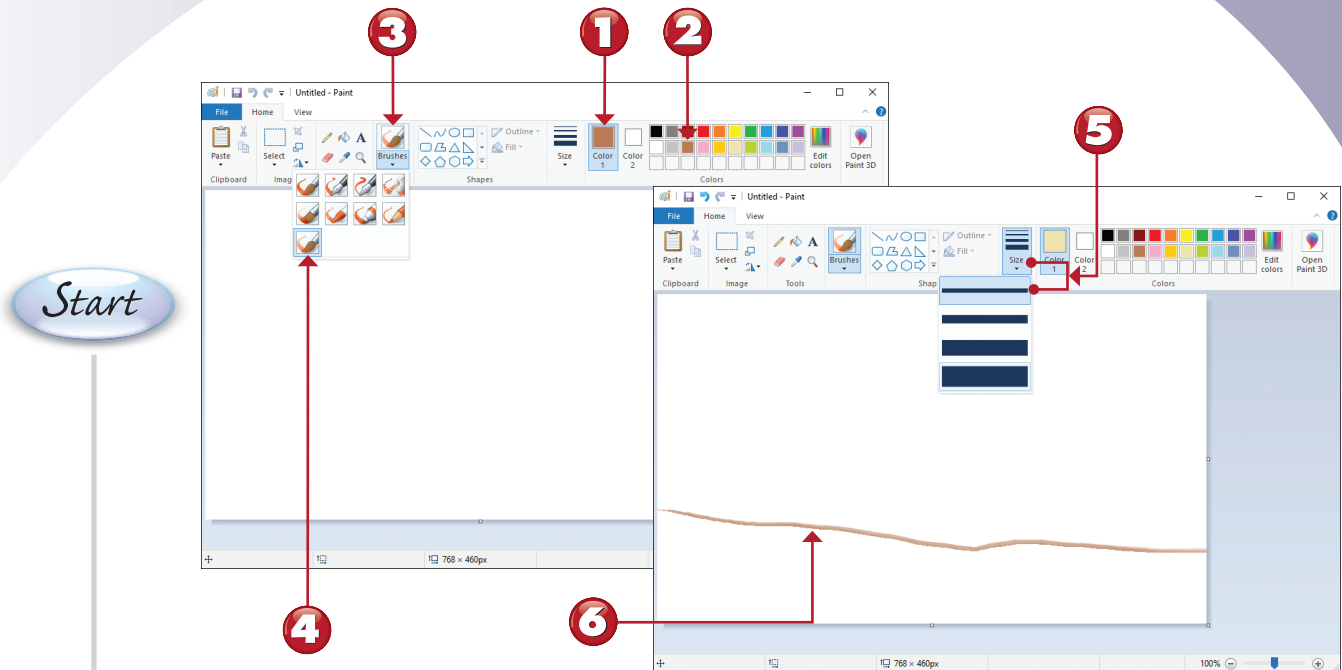 3
1
2
Untitled - Paint
File Home View
Paste
Select
Brushes
Outline
Fill
Size
Color
1
Color
2
Edit
colors
Open
Paint 3D
Clipboard
Imag
Shapes
Colors
5
Untitled - Paint
File Home View
Paste
Select
Brushes
Outline
Fill
Size
Color
1
Color
2
Edit
colors
Open
Paint 3D
Clipboard
Image
Tools
Shap
Colors
Start
768 × 460px
4
6
768 × 460px
100%